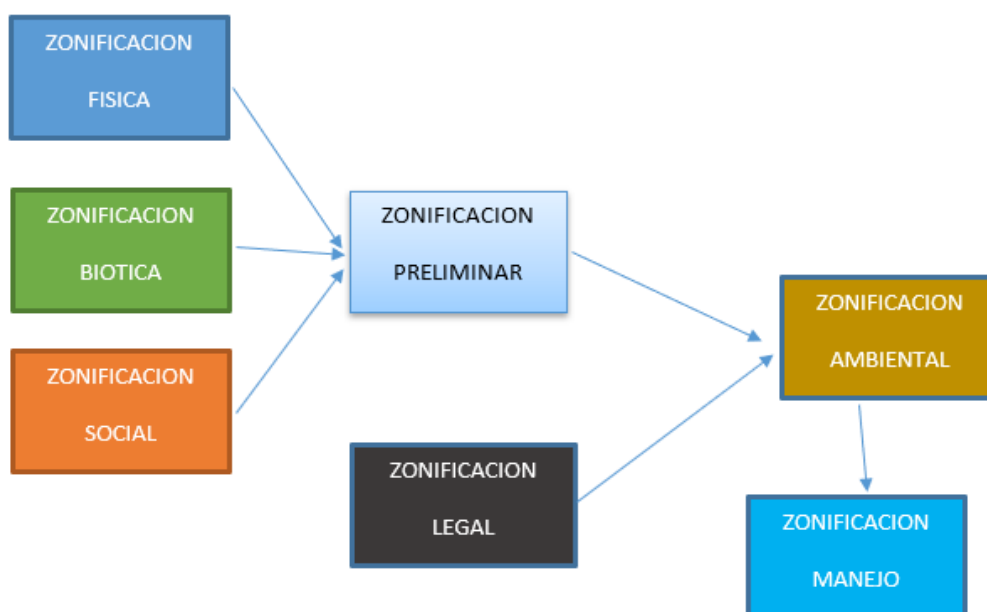 ZONIFICACION
FISICA
ZONIFICACION
BIOTICA
ZONIFICACION
SOCIAL
ZONIFICACION
PRELIMINAR
ZONIFICACION
LEGAL
ZONIFICACION
AMBIENTAL
ZONIFICACION
MANEJO